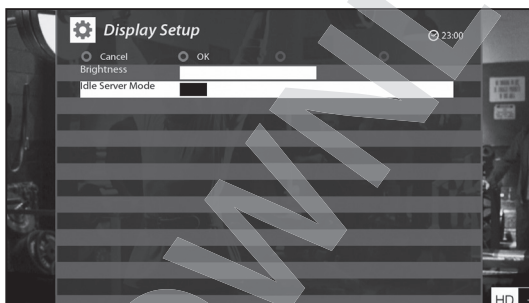 Display Setup
23:00
Cancel OK
Brightness
Idle Server Mode
HD